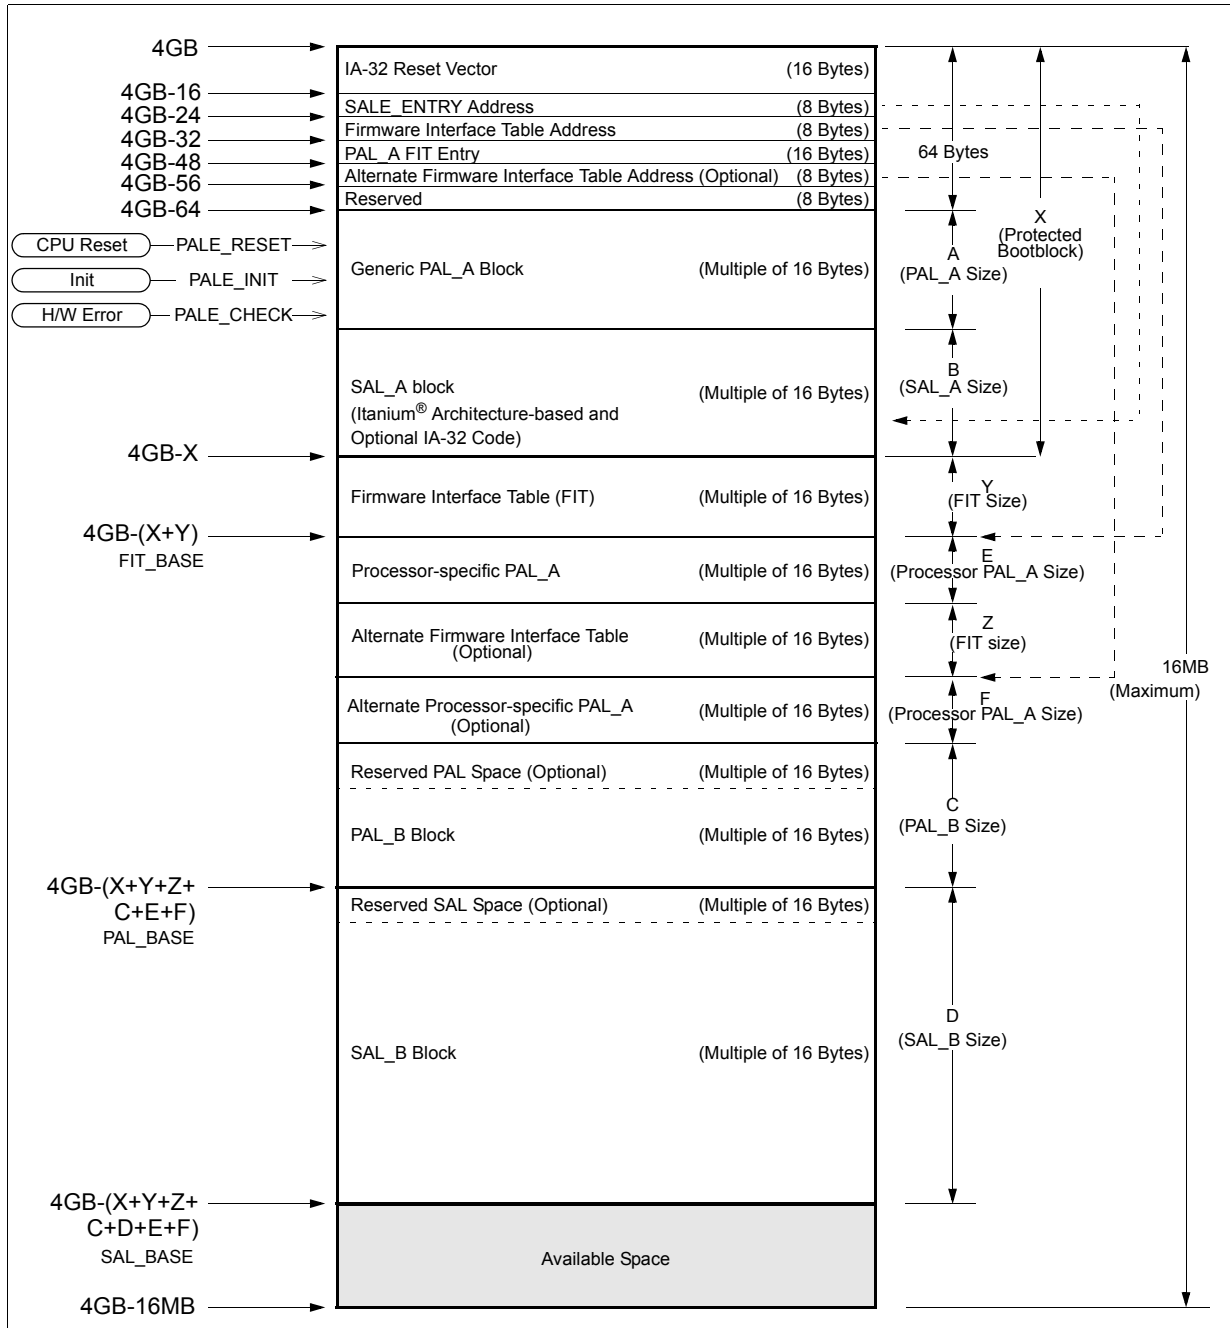 4GB
IA-32 Reset Vector (16 Bytes)
4GB-16
SALE_ENTRY Address (8 Bytes)
4GB-24
Firmware Interface Table Address (8 Bytes)
4GB-32
PAL_A FIT Entry (16 Bytes)
64 Bytes
4GB-48
Alternate Firmware Interface Table Address (Optional) (8 Bytes)
4GB-56
Reserved (8 Bytes)
4GB-64
X
(Protected
Bootblock)
CPU Reset PALE_RESET
Init PALE_INIT
H/W Error PALE_CHECK
Generic PAL_A Block (Multiple of 16 Bytes)
A
(PAL_A Size)
SAL_A block (Multiple of 16 Bytes)
(Itanium® Architecture-based and
Optional IA-32 Code)
B
(SAL_A Size)
4GB-X
Firmware Interface Table (FIT) (Multiple of 16 Bytes)
Y
(FIT Size)
4GB-(X+Y)
FIT_BASE
Processor-specific PAL_A (Multiple of 16 Bytes)
E
(Processor PAL_A Size)
Alternate Firmware Interface Table (Multiple of 16 Bytes)
(Optional)
Z
(FIT size)
16MB
(Maximum)
Alternate Processor-specific PAL_A (Multiple of 16 Bytes)
(Optional)
F
(Processor PAL_A Size)
Reserved PAL Space (Optional) (Multiple of 16 Bytes)
PAL_B Block (Multiple of 16 Bytes)
C
(PAL_B Size)
4GB-(X+Y+Z+
C+E+F)
PAL_BASE
Reserved SAL Space (Optional) (Multiple of 16 Bytes)
SAL_B Block (Multiple of 16 Bytes)
D
(SAL_B Size)
4GB-(X+Y+Z+
C+D+E+F)
SAL_BASE
Available Space
4GB-16MB